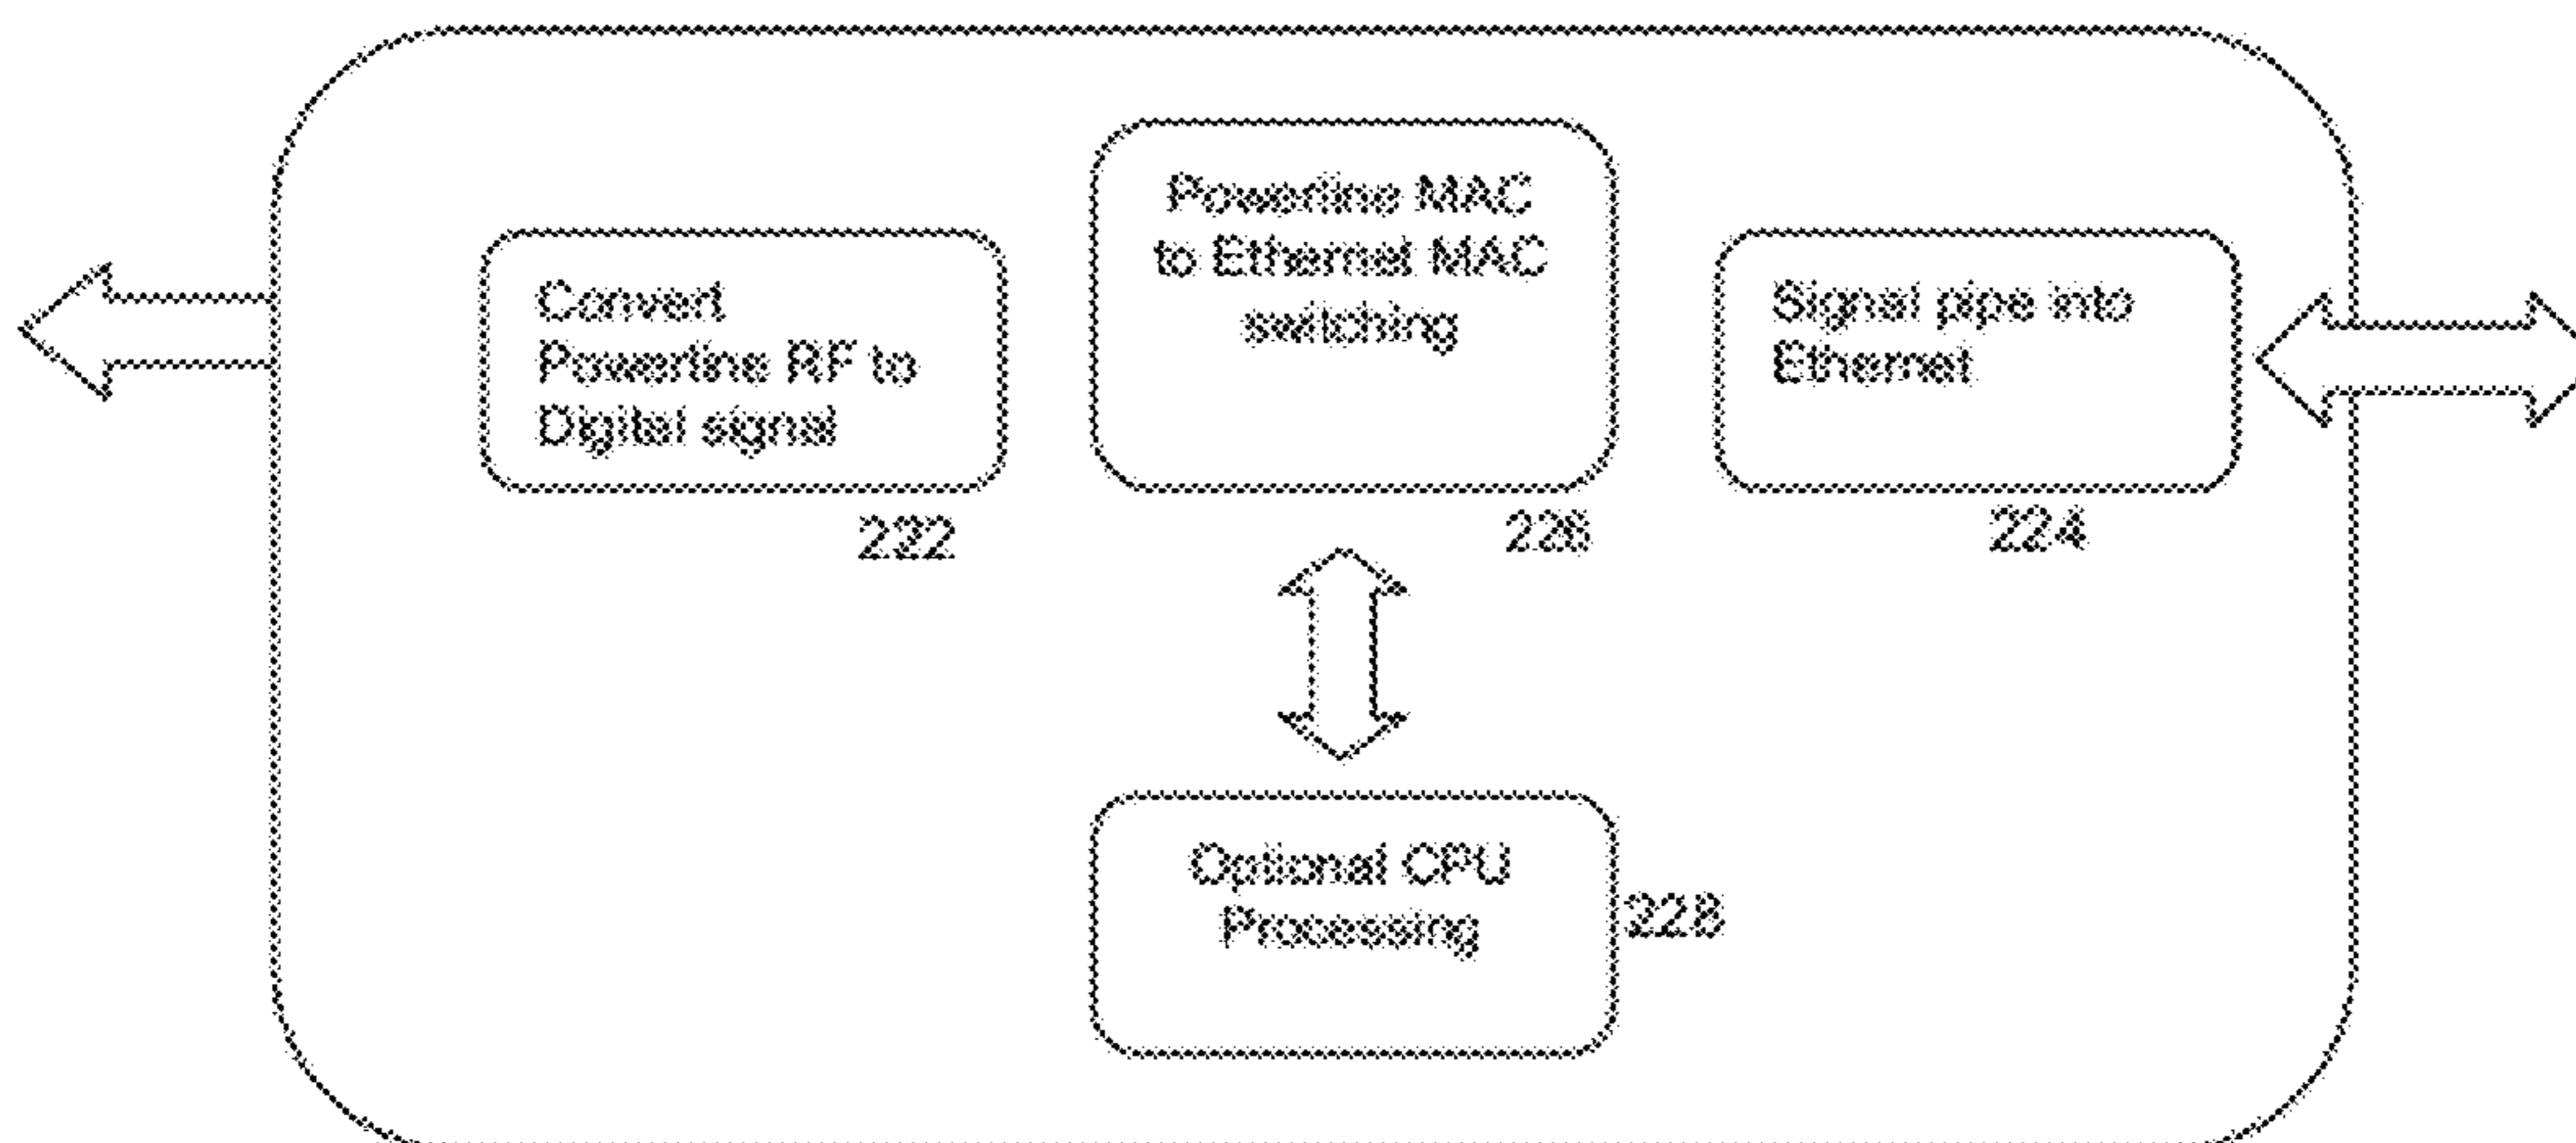 Powerline MAC
to Ethernet MAC
switching
Convert
Powerline RF to
Digital signal
Signal pipe into
Ethernet
222
226
224
Optional CPU
Processing
228